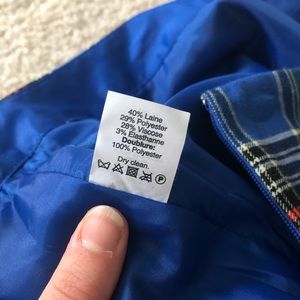 40% Laine
29% Polyester
28% Viscose
3% Elasthanne
Doublure:
100% Polyester
Dry clean.
P